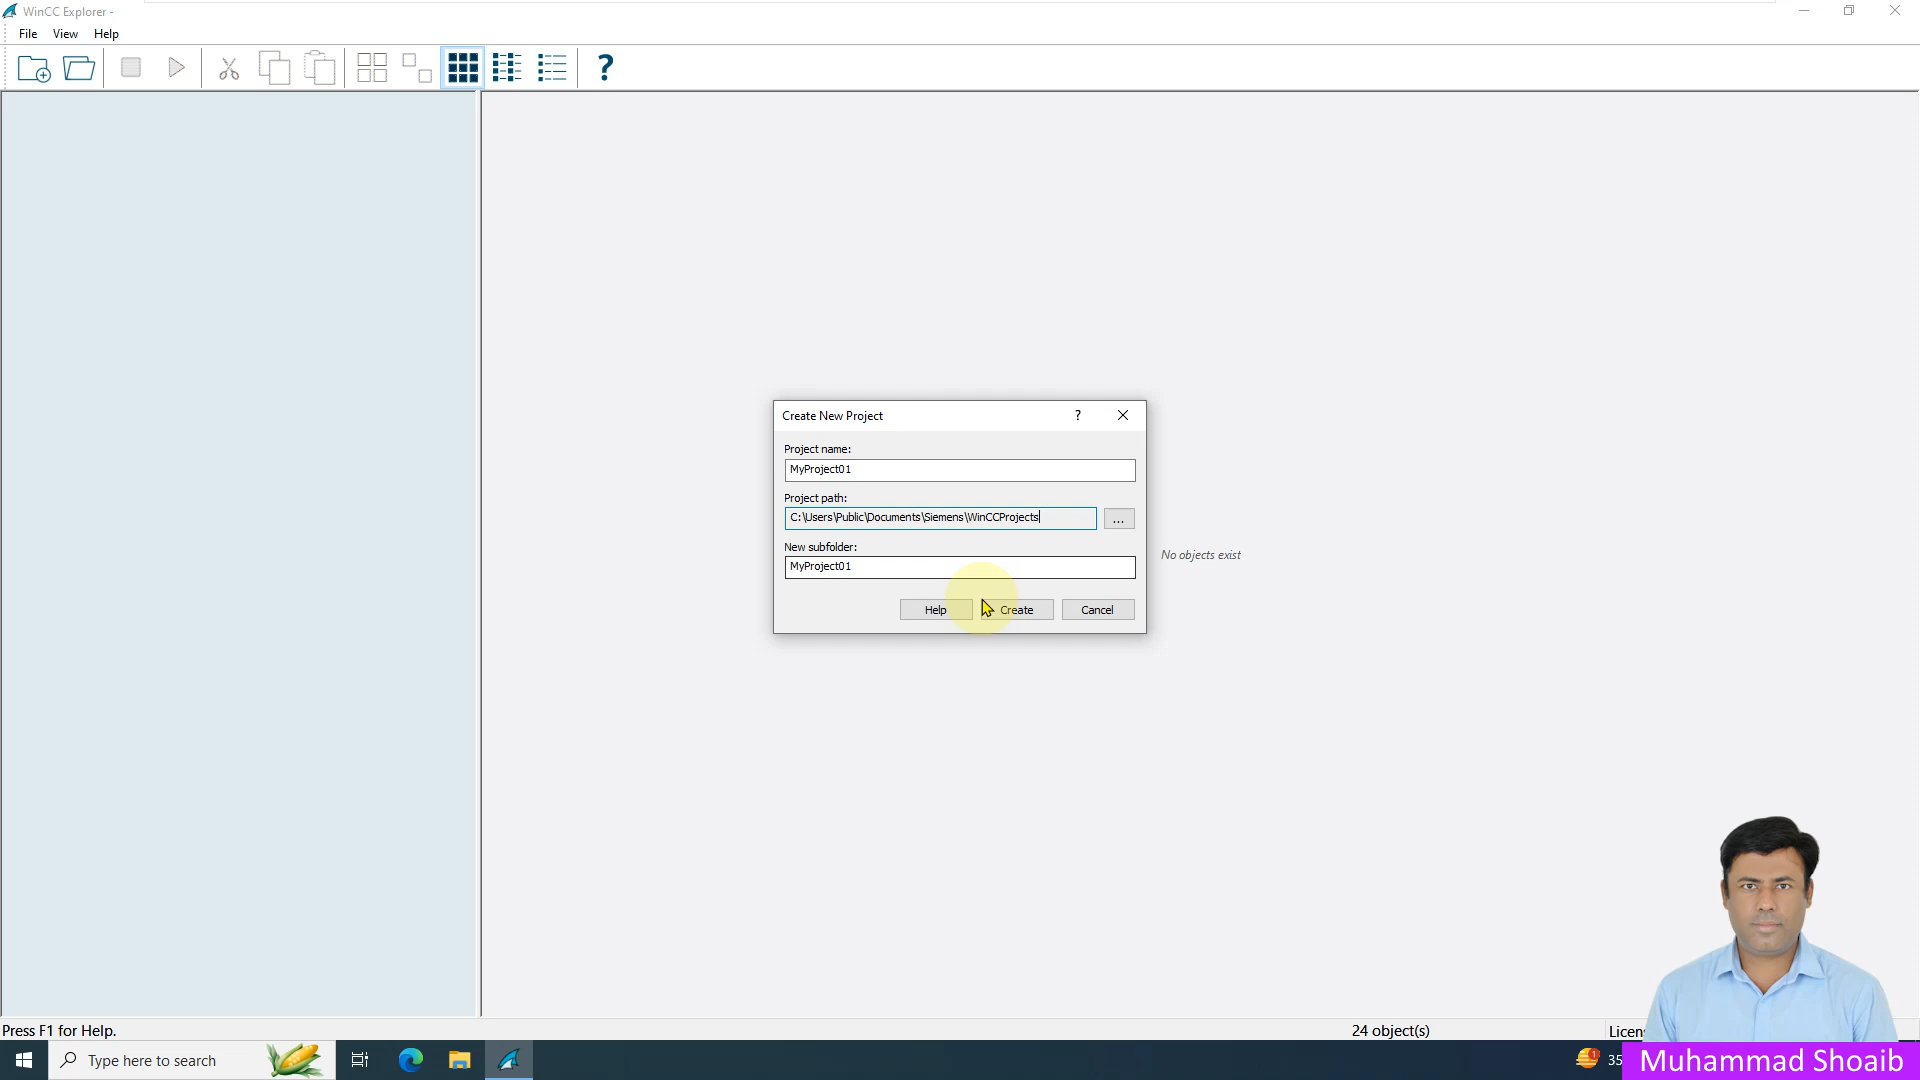 WinCC Explorer -
File View Help
?
Create New Project ?
Project name:
MyProject01
Project path:
C:\Users\Public\Documents\Siemens\WinCCProjects
...
New subfolder:
MyProject01
No objects exist
Help Create Cancel
Press F1 for Help.
24 object(s)
Type here to search
1
Muhammad Shoaib